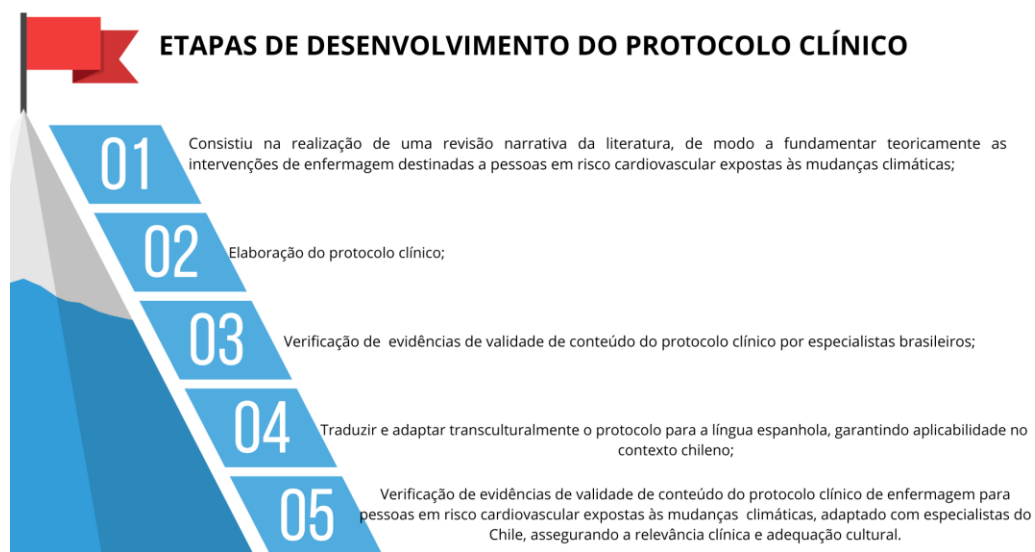 ETAPAS DE DESENVOLVIMENTO DO PROTOCOLO CLÍNICO
01
Consistiu na realização de uma revisão narrativa da literatura, de modo a fundamentar teoricamente as
intervenções de enfermagem destinadas a pessoas em risco cardiovascular expostas às mudanças climáticas;
02
Elaboração do protocolo clínico;
03
Verificação de evidências de validade de conteúdo do protocolo clínico por especialistas brasileiros;
04
Traduzir e adaptar transculturalmente o protocolo para a língua espanhola, garantindo aplicabilidade no
contexto chileno;
05
Verificação de evidências de validade de conteúdo do protocolo clínico de enfermagem para
pessoas em risco cardiovascular expostas às mudanças climáticas, adaptado com especialistas do
Chile, assegurando a relevância clínica e adequação cultural.